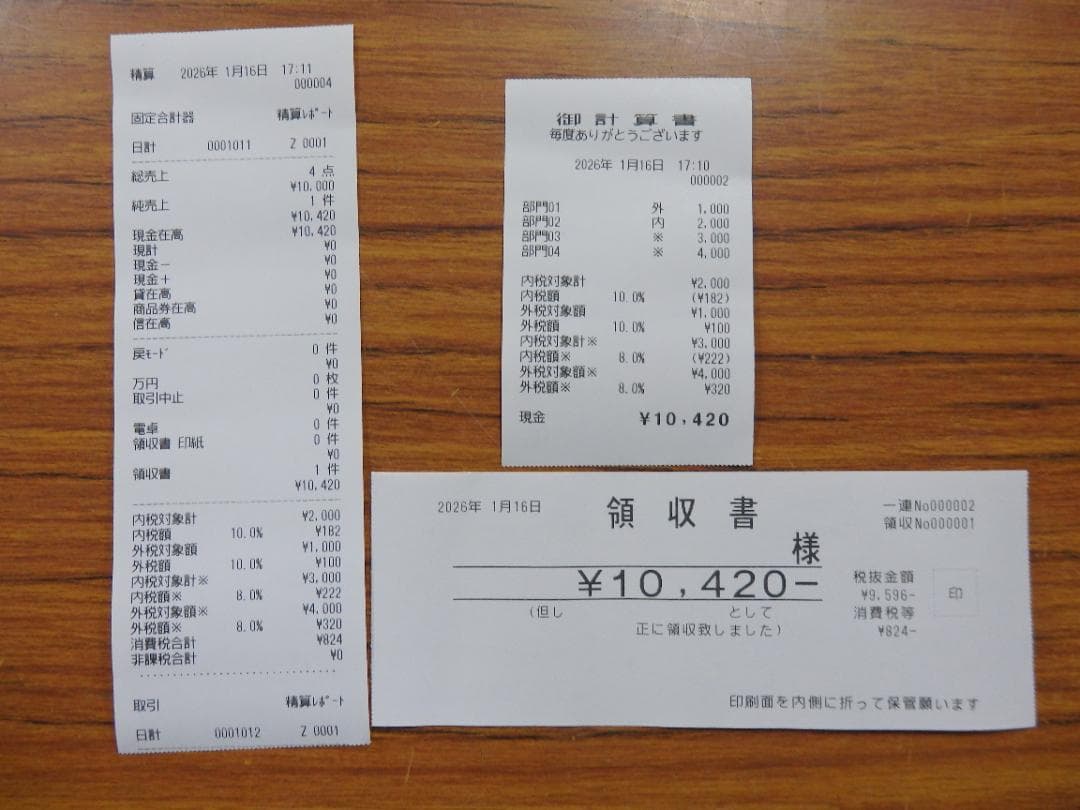 精算 2026年 1月16日 17:11
000004
固定合計器 精算ﾚﾎﾟｰﾄ
日計 0001011 Z 0001
総売上 4 点
¥10,000
純売上 1 件
¥10,420
現金在高 ¥10,420
現計 ¥0
現金－ ¥0
現金＋ ¥0
貸在高 ¥0
商品券在高 ¥0
信在高 ¥0
戻ﾓｰﾄﾞ 0 件
¥0
万円 0 枚
取引中止 0 件
¥0
電卓 0 件
領収書 印紙 0 件
¥0
領収書 1 件
¥10,420
内税対象計 ¥2,000
内税額 10.0% ¥182
外税対象額 ¥1,000
外税額 10.0% ¥100
内税対象計※ ¥3,000
内税額※ 8.0% ¥222
外税対象額※ ¥4,000
外税額※ 8.0% ¥320
消費税合計 ¥824
非課税合計 ¥0
取引 精算ﾚﾎﾟｰﾄ
日計 0001012 Z 0001
御計算書
毎度ありがとうございます
2026年 1月16日 17:10
000002
部門01 外 1,000
部門02 内 2,000
部門03 ※ 3,000
部門04 ※ 4,000
内税対象計 ¥2,000
内税額 10.0% (¥182)
外税対象額 ¥1,000
外税額 10.0% ¥100
内税対象計※ ¥3,000
内税額※ 8.0% (¥222)
外税対象額※ ¥4,000
外税額※ 8.0% ¥320
現金 ¥10,420
2026年 1月16日 領収書 一連No000002
領収No000001
様
¥10,420－
税抜金額
¥9,596-
印
(但し として
消費税等
正に領収致しました)
¥824-
印刷面を内側に折って保管願います